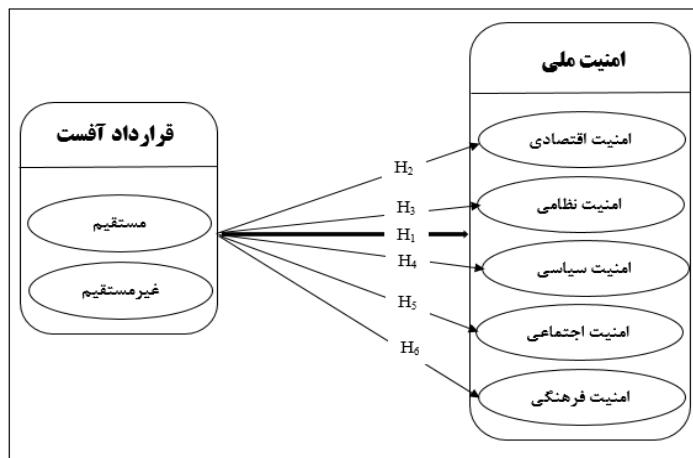 امنیت ملی
قرارداد آفست
امنیت اقتصادی
H2
امنیت نظامی
H3
مستقیم
H1
امنیت سیاسی
H4
غیرمستقیم
H5
امنیت اجتماعی
H6
امنیت فرهنگی